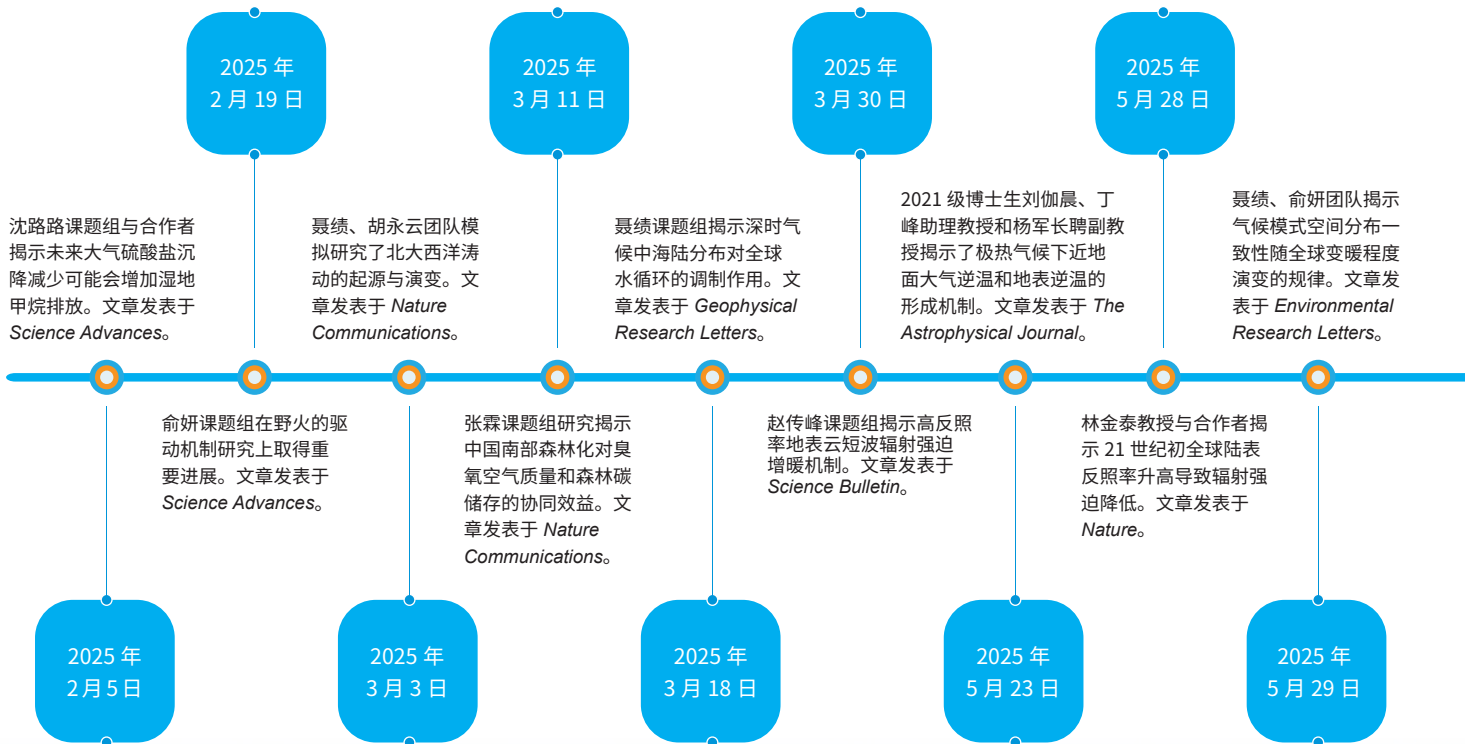 2025 年
2 月 19 日
2025 年
3 月 11 日
2025 年
3 月 30 日
2025 年
5 月 28 日
沈路路课题组与合作者
揭示未来大气硫酸盐沉
降减少可能会增加湿地
甲烷排放。文章发表于
Science Advances。
聂绩、胡永云团队模
拟研究了北大西洋涛
动的起源与演变。文
章发表于 Nature
Communications。
聂绩课题组揭示深时气
候中海陆分布对全球
水循环的调制作用。文
章发表于 Geophysical
Research Letters。
2021 级博士生刘伽晨、丁
峰助理教授和杨军长聘副教
授揭示了极热气候下近地
面大气逆温和地表逆温的
形成机制。文章发表于 The
Astrophysical Journal。
聂绩、俞妍团队揭示
气候模式空间分布一
致性随全球变暖程度
演变的规律。文章发
表于 Environmental
Research Letters。
俞妍课题组在野火的驱
动机制研究上取得重
要进展。文章发表于
Science Advances。
张霖课题组研究揭示
中国南部森林化对臭
氧空气质量和森林碳
储存的协同效益。文
章发表于 Nature
Communications。
赵传峰课题组揭示高反照
率地表云短波辐射强迫
增暖机制。文章发表于
Science Bulletin。
林金泰教授与合作者揭
示 21 世纪初全球陆表
反照率升高导致辐射强
迫降低。文章发表于
Nature。
2025 年
2 月 5 日
2025 年
3 月 3 日
2025 年
3 月 18 日
2025 年
5 月 23 日
2025 年
5 月 29 日